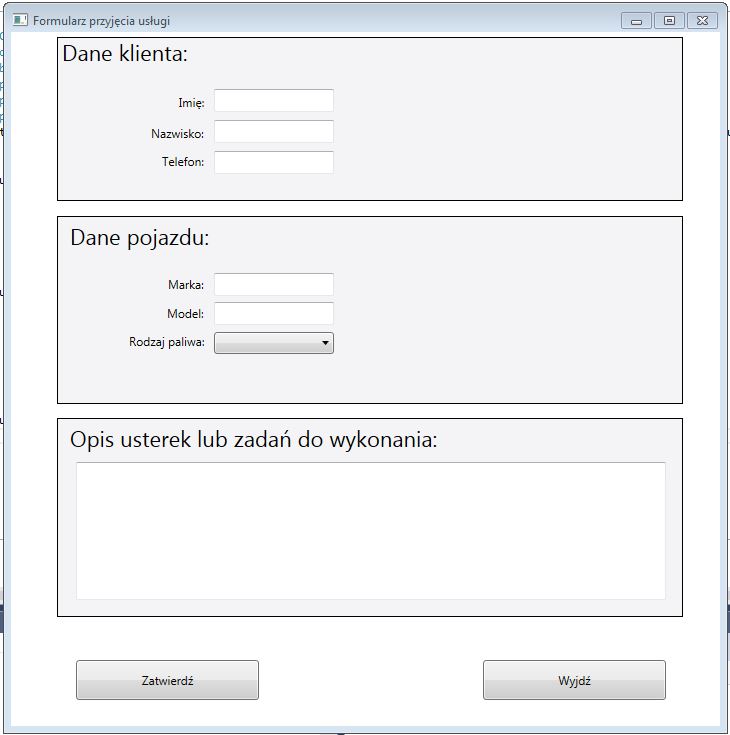 Formularz przyjęcia usługi
Dane klienta:
Imię:
Nazwisko:
Telefon:
Dane pojazdu:
Marka:
Model:
Rodzaj paliwa:
Opis usterek lub zadań do wykonania:
Zatwierdź
Wyjdź